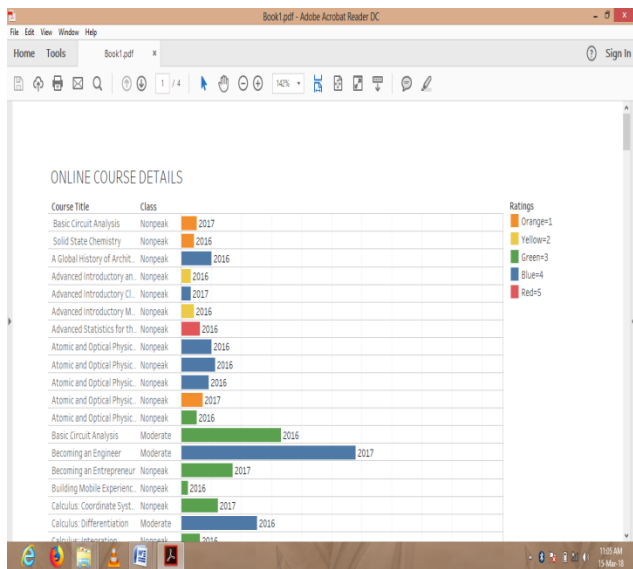 Book1.pdf - Adobe Acrobat Reader DC
File Edit View Window Help
Home Tools Book1.pdf x Sign In
1 / 4 142%
ONLINE COURSE DETAILS
Course Title Class Ratings
Basic Circuit Analysis Nonpeak 2017 Orange=1
Solid State Chemistry Nonpeak 2016 Yellow=2
A Global History of Archit.. Nonpeak 2016 Green=3
Advanced Introductory an.. Nonpeak 2016 Blue=4
Advanced Introductory Cl.. Nonpeak 2017 Red=5
Advanced Introductory M.. Nonpeak 2016
Advanced Statistics for th.. Nonpeak 2016
Atomic and Optical Physic.. Nonpeak 2016
Atomic and Optical Physic.. Nonpeak 2016
Atomic and Optical Physic.. Nonpeak 2016
Atomic and Optical Physic.. Nonpeak 2017
Atomic and Optical Physic.. Nonpeak 2016
Basic Circuit Analysis Moderate 2016
Becoming an Engineer Moderate 2017
Becoming an Entrepreneur Nonpeak 2017
Building Mobile Experienc.. Nonpeak 2016
Calculus: Coordinate Syst.. Nonpeak 2017
Calculus: Differentiation Moderate 2016
Calculus: Integration Nonpeak 2016
11:05 AM
15-Mar-18